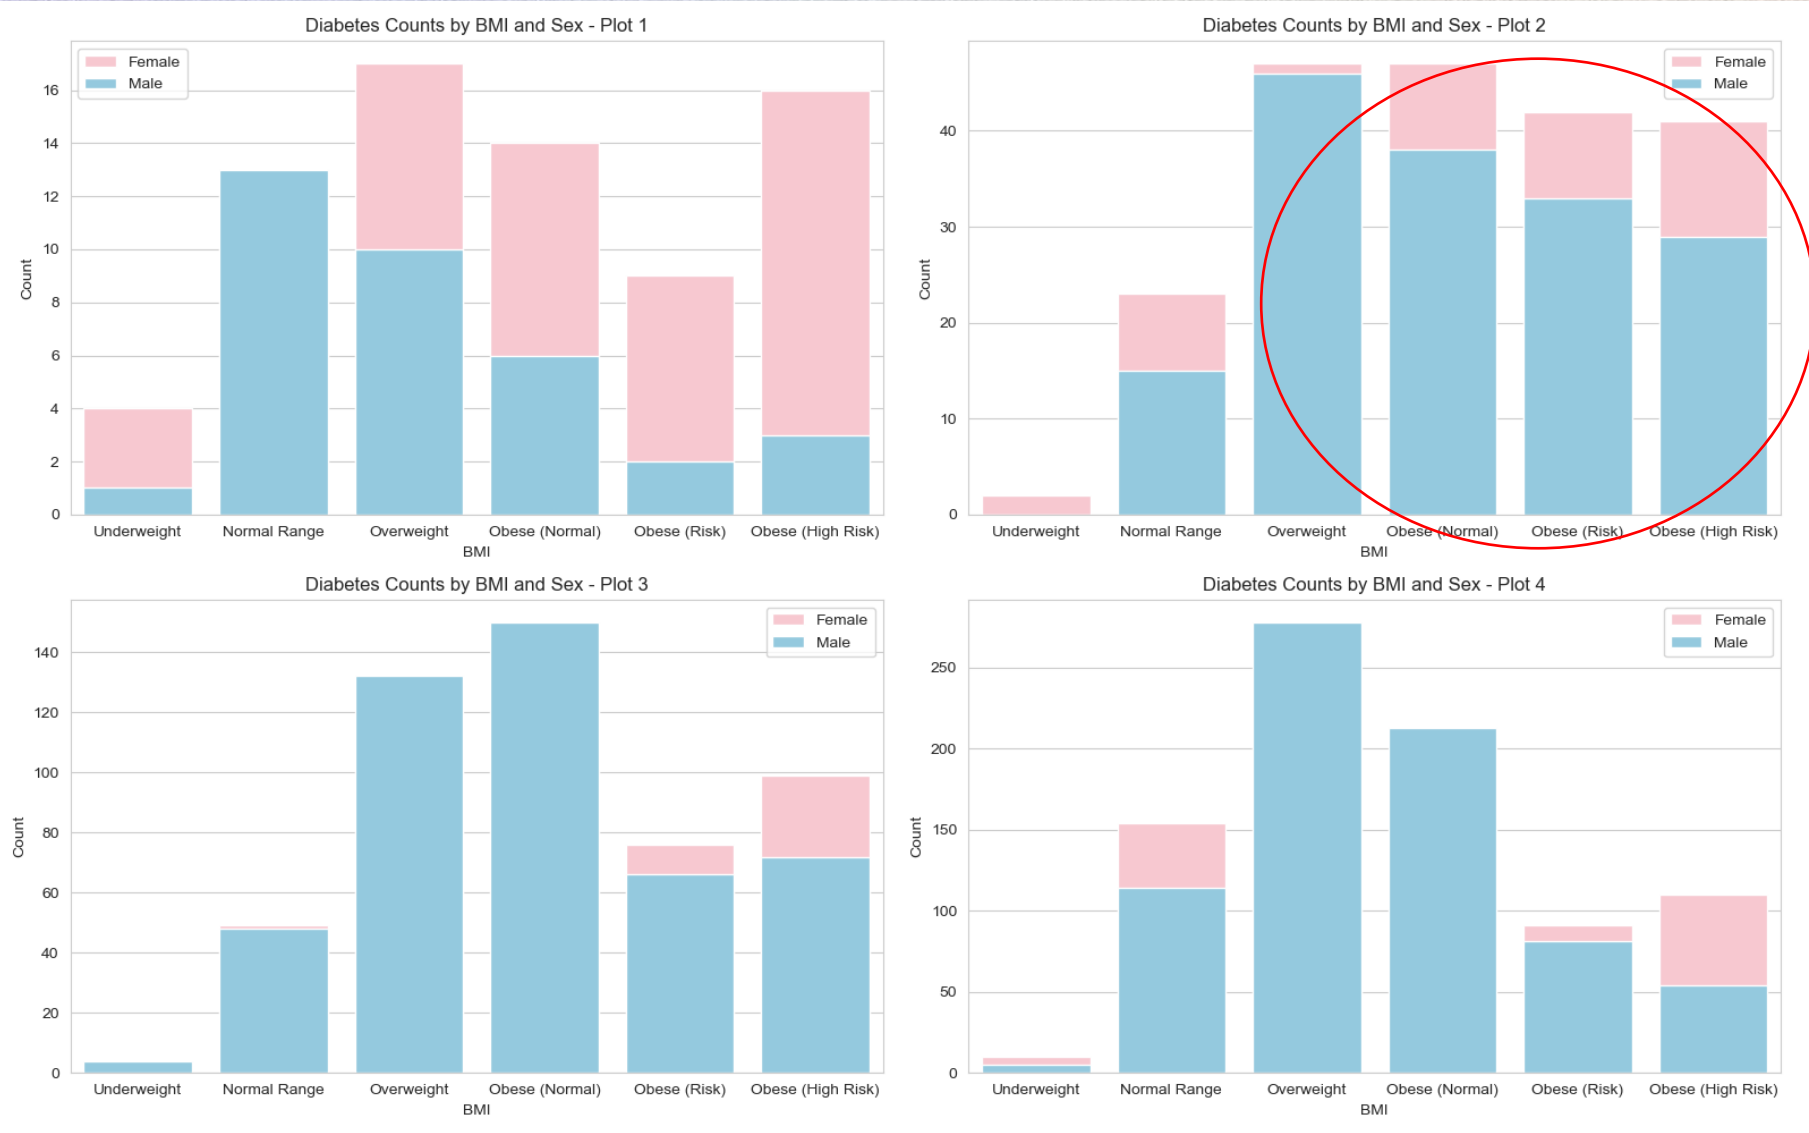 Diabetes Counts by BMI and Sex - Plot 1
Female
Male
16
14
12
10
8
6
4
2
0
Count
Underweight Normal Range Overweight Obese (Normal) Obese (Risk) Obese (High Risk)
BMI
Diabetes Counts by BMI and Sex - Plot 2
Female
Male
40
30
20
10
0
Count
Underweight Normal Range Overweight Obese (Normal) Obese (Risk) Obese (High Risk)
BMI
Diabetes Counts by BMI and Sex - Plot 3
Female
Male
140
120
100
80
60
40
20
0
Count
Underweight Normal Range Overweight Obese (Normal) Obese (Risk) Obese (High Risk)
BMI
Diabetes Counts by BMI and Sex - Plot 4
Female
Male
250
200
150
100
50
0
Count
Underweight Normal Range Overweight Obese (Normal) Obese (Risk) Obese (High Risk)
BMI